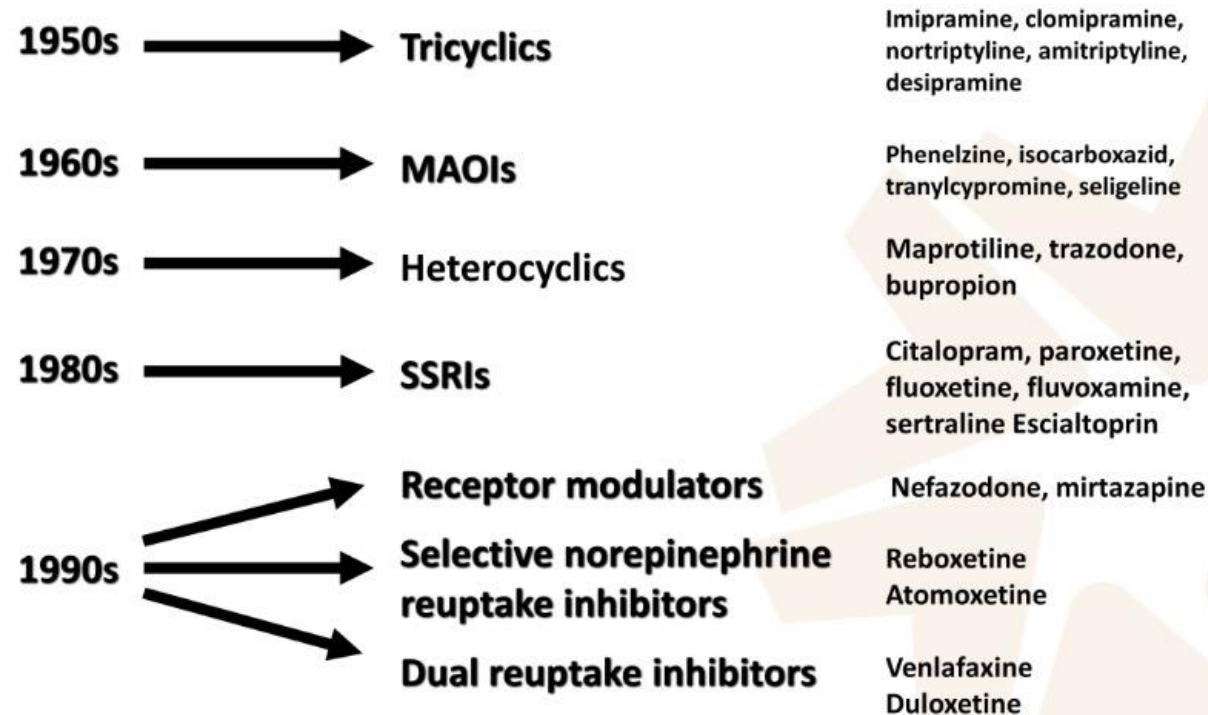 1950s
Tricyclics
Imipramine, clomipramine,
nortriptyline, amitriptyline,
desipramine
1960s
MAOIs
Phenelzine, isocarboxazid,
tranylcypromine, seligeline
1970s
Heterocyclics
Maprotiline, trazodone,
bupropion
1980s
SSRIs
Citalopram, paroxetine,
fluoxetine, fluvoxamine,
sertraline Escialtoprin
1990s
Receptor modulators
Nefazodone, mirtazapine
Selective norepinephrine
reuptake inhibitors
Reboxetine
Atomoxetine
Dual reuptake inhibitors
Venlafaxine
Duloxetine